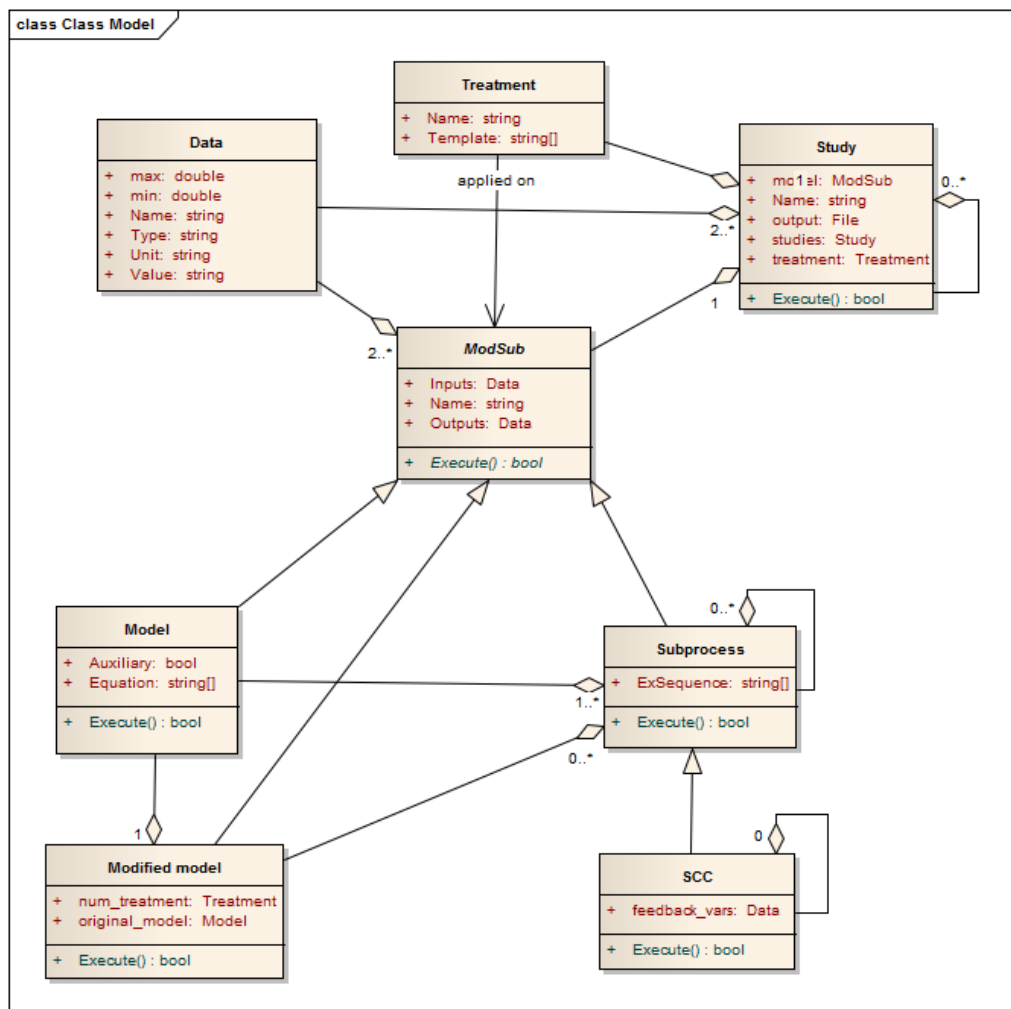 class Class Model
Treatment
+ Name: string
+ Template: string[]
applied on
Data
+ max: double
+ min: double
+ Name: string
+ Type: string
+ Unit: string
+ Value: string
Study
+ mo1el: ModSub
+ Name: string
+ output: File
+ studies: Study
+ treatment: Treatment
+ Execute() : bool
0..*
2..*
1
2..*
ModSub
+ Inputs: Data
+ Name: string
+ Outputs: Data
+ Execute() : bool
Model
+ Auxiliary: bool
+ Equation: string[]
+ Execute() : bool
0..*
Subprocess
+ ExSequence: string[]
+ Execute() : bool
1..*
0..*
1
Modified model
+ num_treatment: Treatment
+ original_model: Model
+ Execute() : bool
0
SCC
+ feedback_vars: Data
+ Execute() : bool